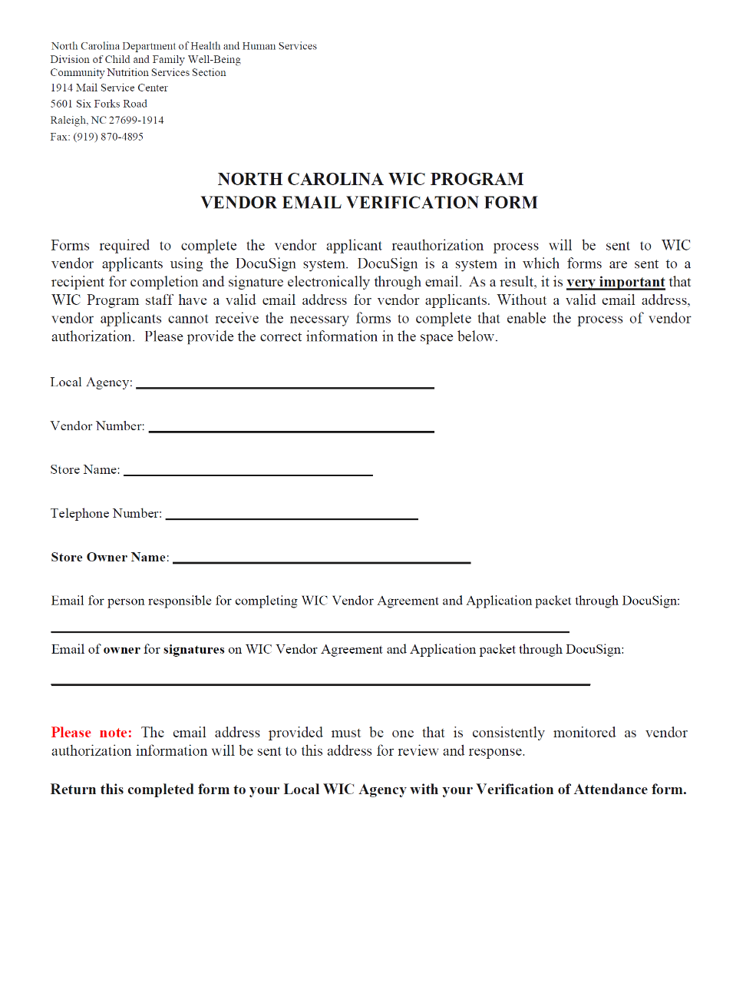 North Carolina Department of Health and Human Services
Division of Child and Family Well-Being
Community Nutrition Services Section
1914 Mail Service Center
5601 Six Forks Road
Raleigh, NC 27699-1914
Fax: (919) 870-4895
NORTH CAROLINA WIC PROGRAM
VENDOR EMAIL VERIFICATION FORM
Forms required to complete the vendor applicant reauthorization process will be sent to WIC
vendor applicants using the DocuSign system. DocuSign is a system in which forms are sent to a
recipient for completion and signature electronically through email. As a result, it is very important that
WIC Program staff have a valid email address for vendor applicants. Without a valid email address,
vendor applicants cannot receive the necessary forms to complete that enable the process of vendor
authorization. Please provide the correct information in the space below.
Local Agency:
Vendor Number:
Store Name:
Telephone Number:
Store Owner Name:
Email for person responsible for completing WIC Vendor Agreement and Application packet through DocuSign:
Email of owner for signatures on WIC Vendor Agreement and Application packet through DocuSign:
Please note: The email address provided must be one that is consistently monitored as vendor
authorization information will be sent to this address for review and response.
Return this completed form to your Local WIC Agency with your Verification of Attendance form.